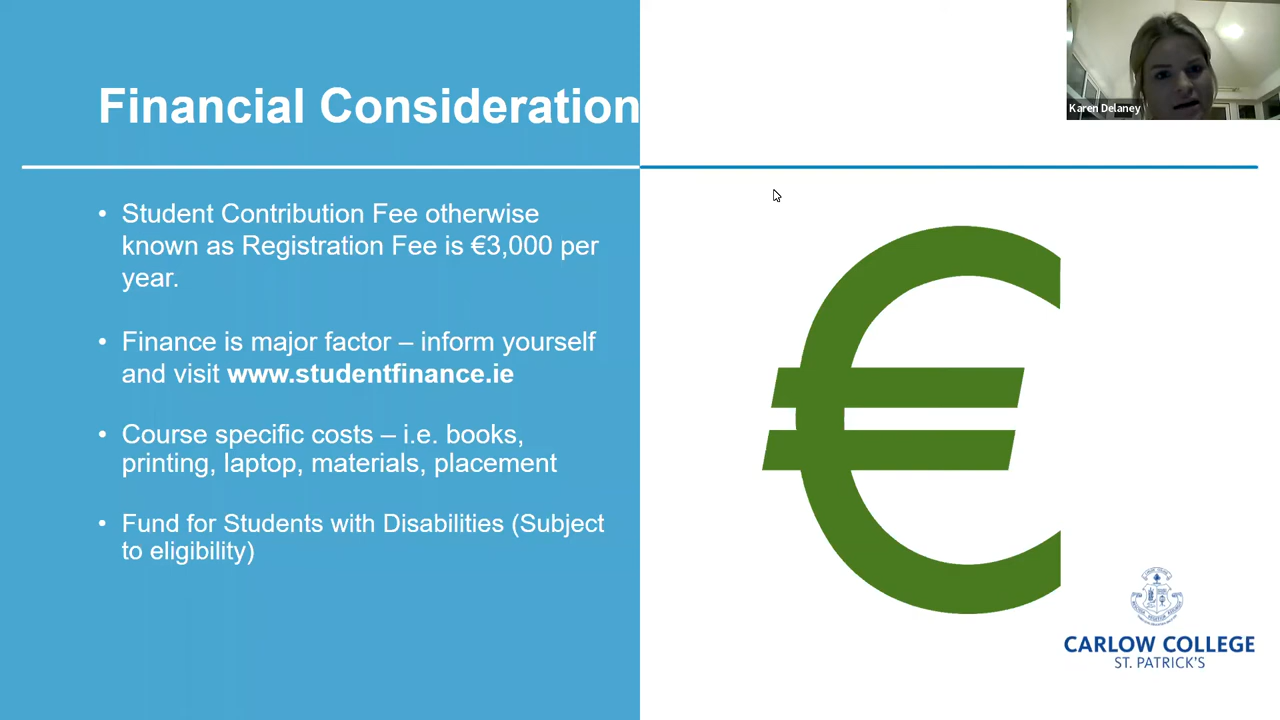 Financial Consideration
Karen Delaney
• Student Contribution Fee otherwise
known as Registration Fee is €3,000 per
year.
• Finance is major factor – inform yourself
and visit www.studentfinance.ie
• Course specific costs – i.e. books,
printing, laptop, materials, placement
• Fund for Students with Disabilities (Subject
to eligibility)
€
CARLOW COLLEGE
ST. PATRICK'S